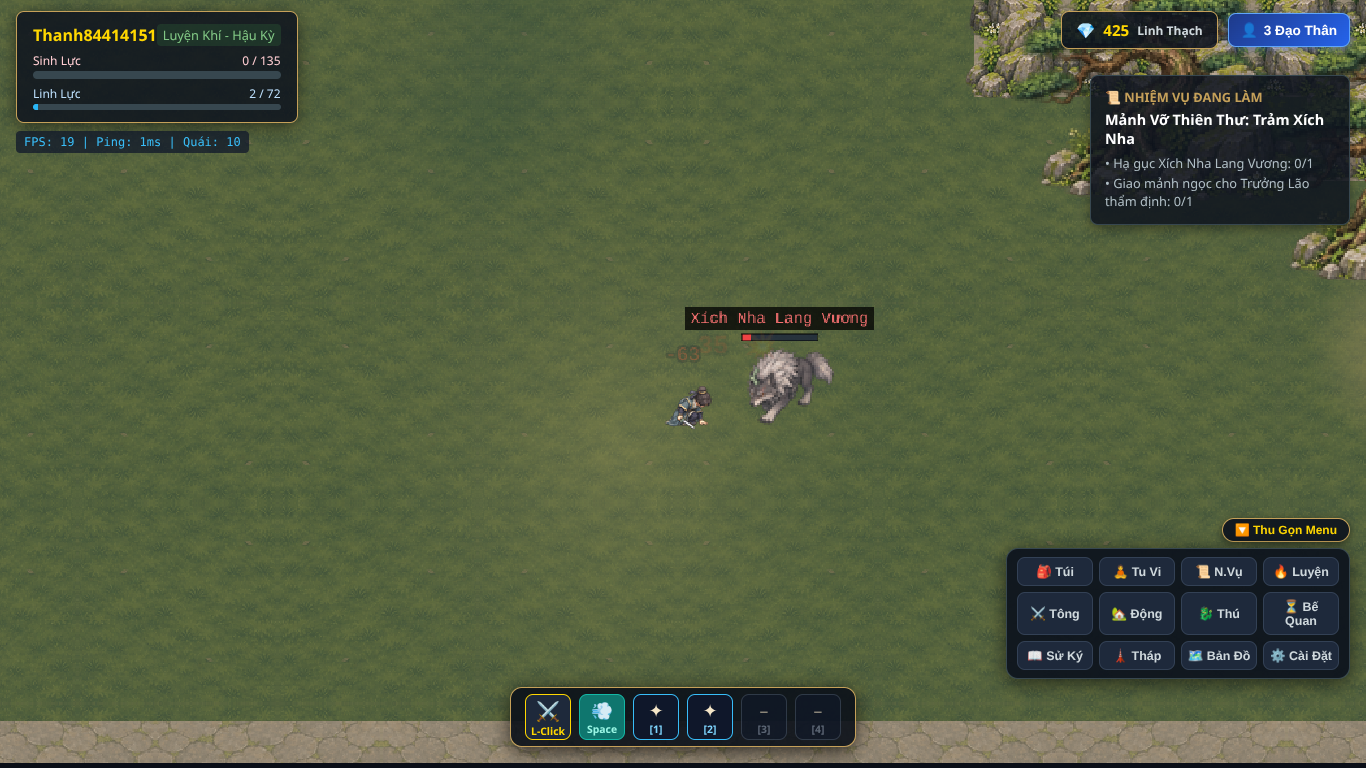 Thanh84414151 Luyện Khí - Hậu Kỳ
Sinh Lực 0 / 135
Linh Lực 2 / 72
FPS: 19 | Ping: 1ms | Quái: 10
425 Linh Thạch
3 Đạo Thân
NHIỆM VỤ ĐANG LÀM
Mảnh Vỡ Thiên Thư: Trảm Xích
Nha
• Hạ gục Xích Nha Lang Vương: 0/1
• Giao mảnh ngọc cho Trưởng Lão
thẩm định: 0/1
Xích Nha Lang Vương
-63
Thu Gọn Menu
Túi Tu Vi N.Vụ Luyện
Tông Động Thú Bế
Quan
Sử Ký Tháp Bản Đồ Cài Đặt
L-Click Space [1] [2] [3] [4]